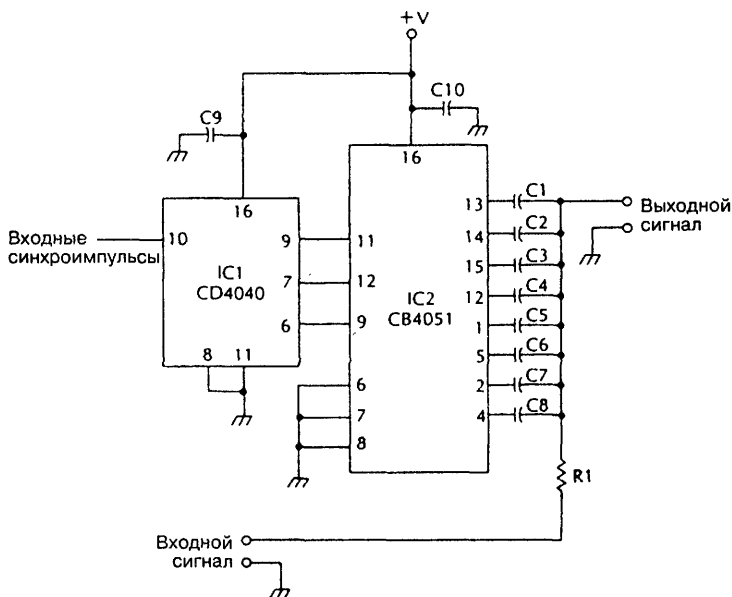 +V
C10
C9
16
16
13
C1
Выходной
сигнал
14
C2
15
C3
12
C4
1
C5
5
C6
2
C7
4
C8
Входные
синхроимпульсы
10
IC1
CD4040
9
7
6
8
11
11
12
9
IC2
CB4051
6
7
8
R1
Входной
сигнал